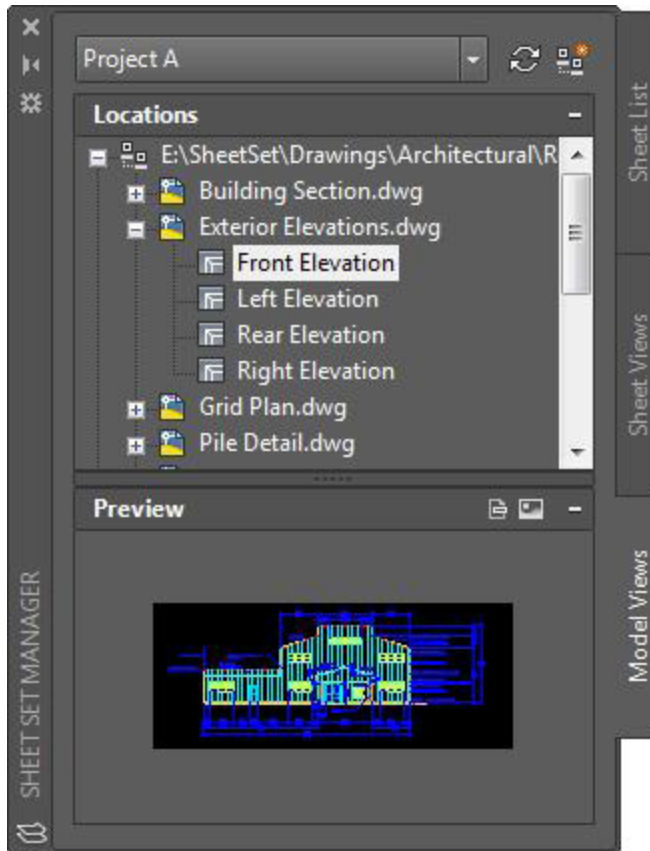 Project A
Locations
E:\SheetSet\Drawings\Architectural\R
Building Section.dwg
Exterior Elevations.dwg
Front Elevation
Left Elevation
Rear Elevation
Right Elevation
Grid Plan.dwg
Pile Detail.dwg
Preview
SHEET SET MANAGER
Sheet List
Sheet Views
Model Views